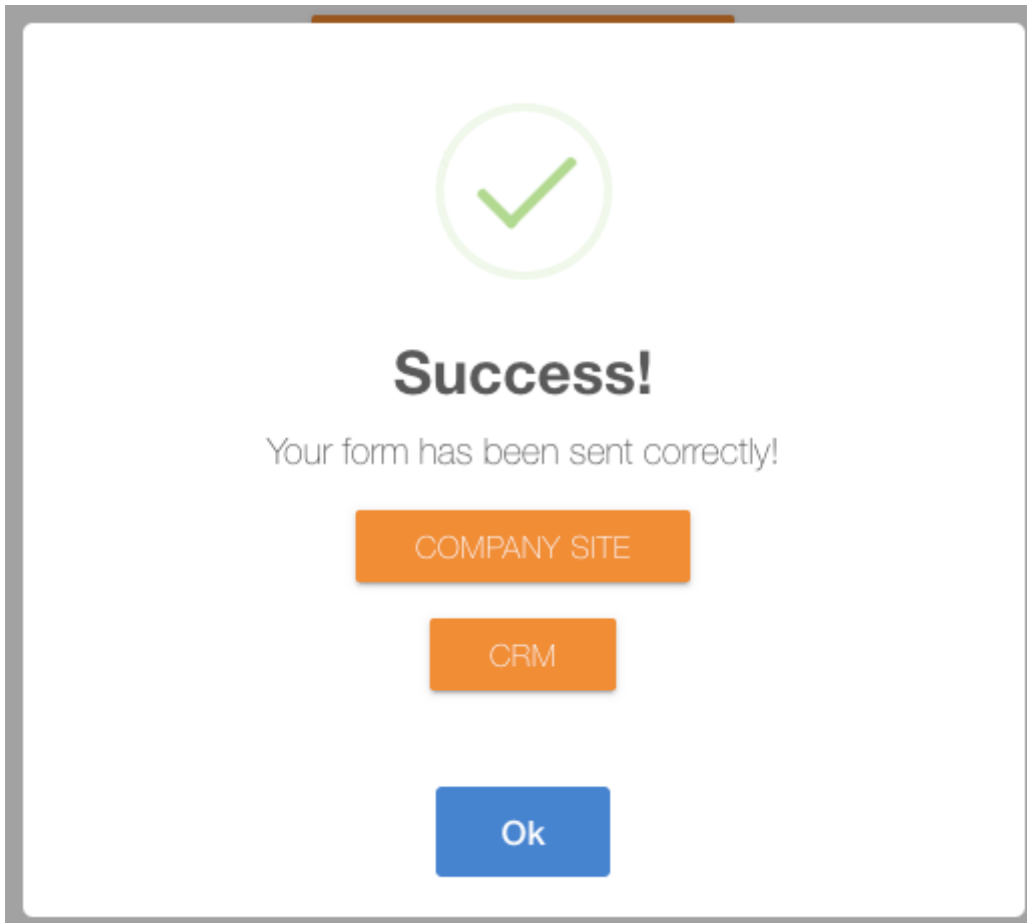 Success!
Your form has been sent correctly!
COMPANY SITE
CRM
Ok